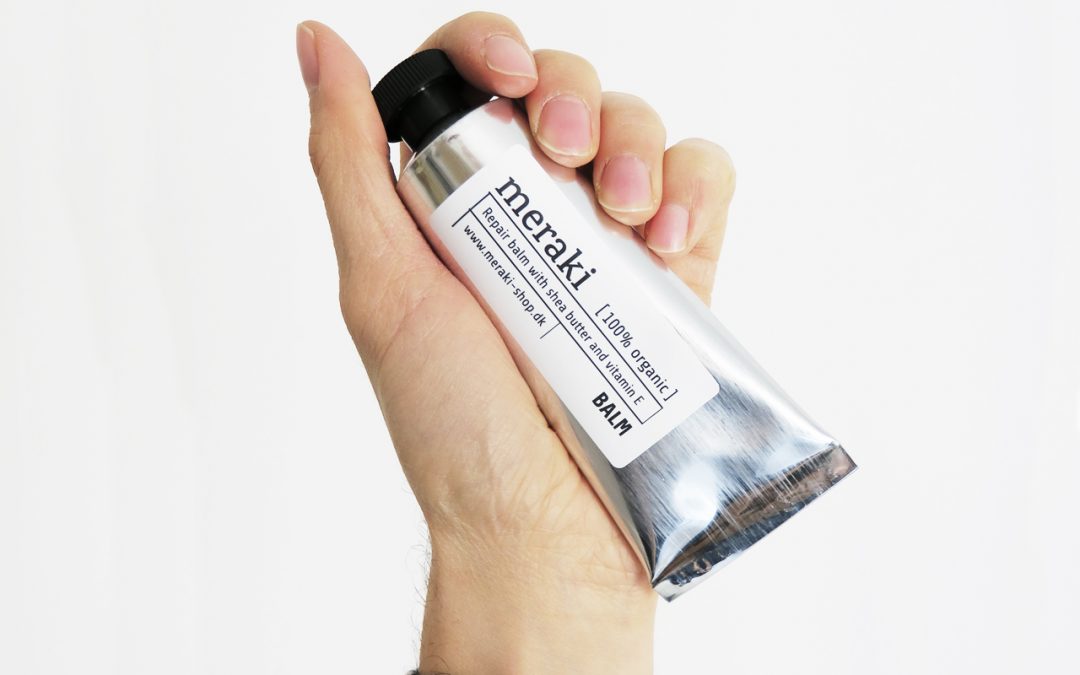 meraki
[ 100% organic ]
Repair balm with shea butter and vitamin E
www.meraki-shop.dk
BALM